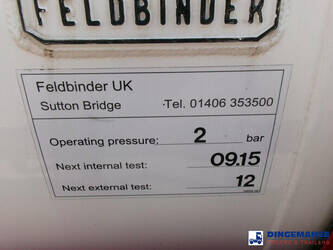 FELDBINDER
Feldbinder UK
Sutton Bridge Tel. 01406 353500
Operating pressure: 2 bar
Next internal test: 09.15
Next external test: 12
DINGEMANSE